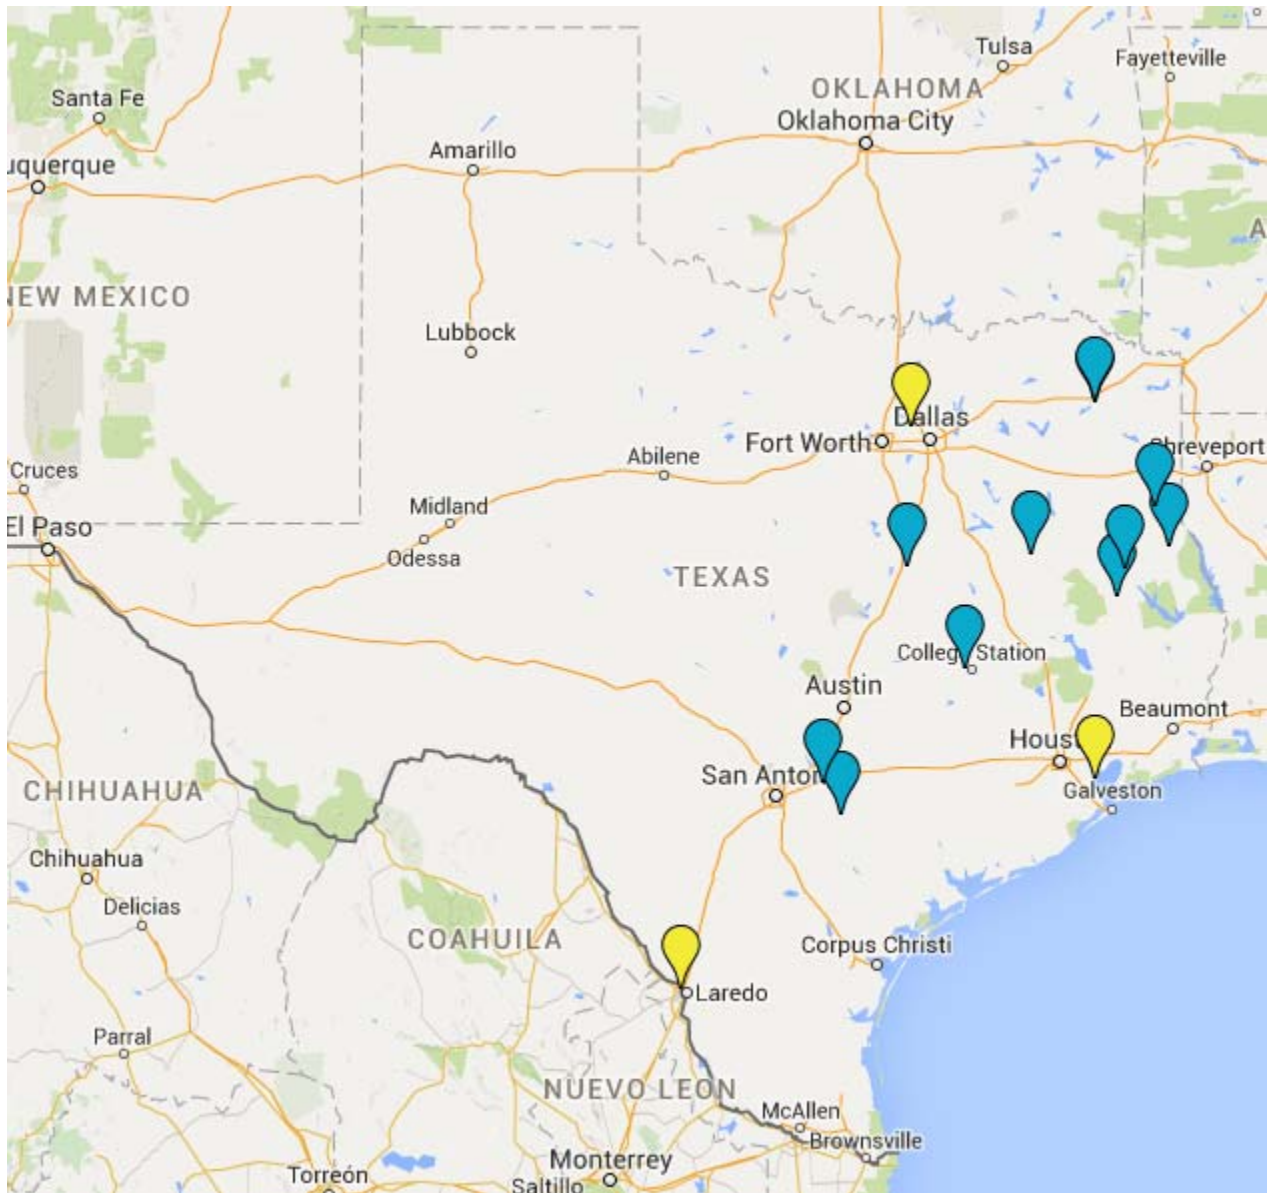 Tulsa
Fayetteville
OKLAHOMA
Santa Fe
Oklahoma City
Amarillo
uquerque
A
NEW MEXICO
Lubbock
Dallas
Fort Worth
Shreveport
Abilene
Cruces
Midland
El Paso
Odessa
TEXAS
College Station
Austin
Beaumont
Houst
San Anton
Galveston
CHIHUAHUA
Chihuahua
Delicias
COAHUILA
Corpus Christi
Laredo
Parral
NUEVO LEON
McAllen
Brownsville
Monterrey
Torreón
Saltillo